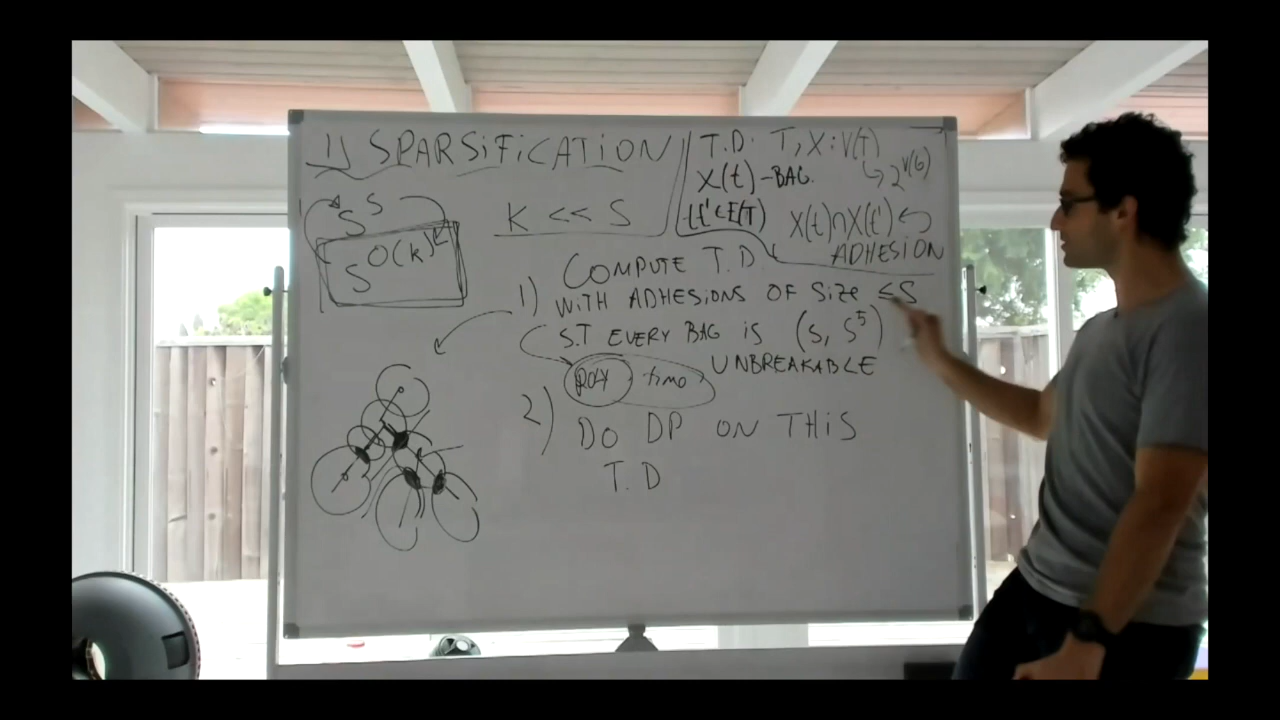 1) SPARSIFICATION
S^S
S^O(k)
K << S
T.D: T, X: V(T)
↳ 2^V(G)
X(t)-BAG.
tt' ∈ E(T) X(t)∩X(t')
ADHESION
1) COMPUTE T.D.
WITH ADHESIONS OF SIZE ≤S
S.T EVERY BAG IS (S, S^5)
UNBREAKABLE
POLY time
2) DO DP ON THIS
T.D